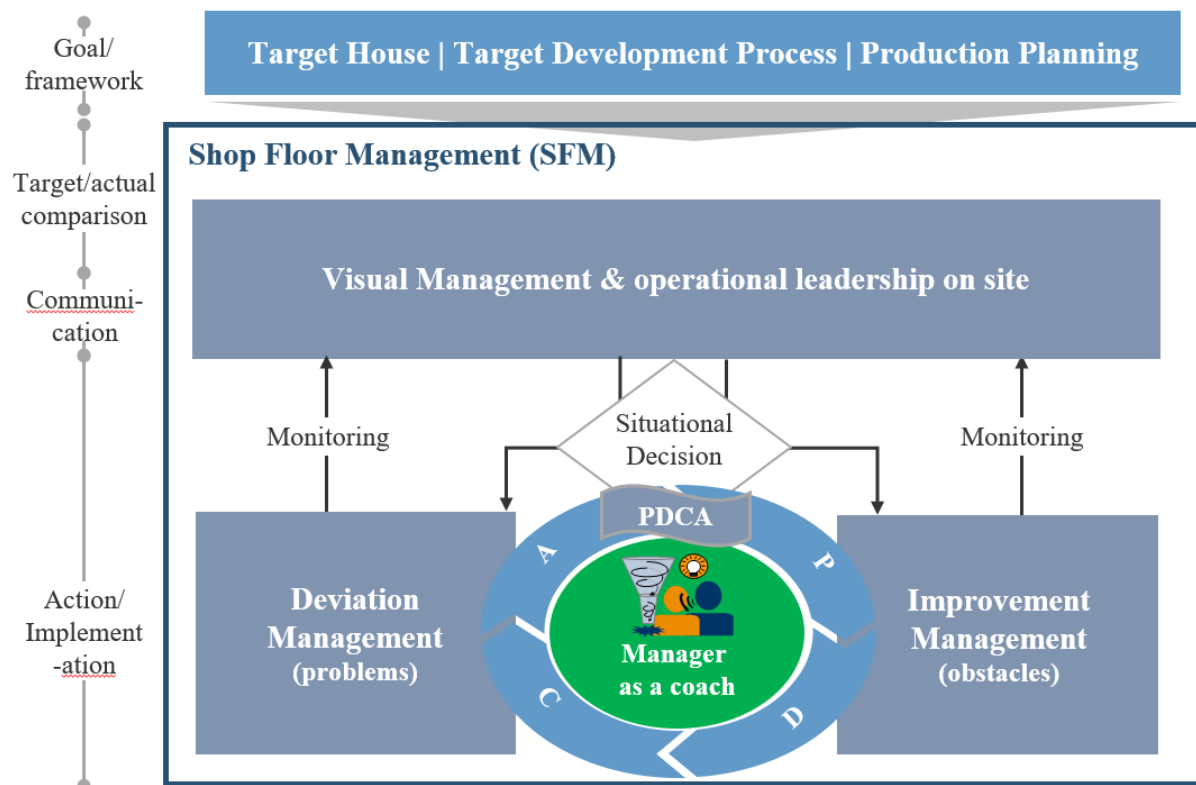 Goal/
framework
Target/actual
comparison
Communi-
cation
Action/
Implement
-ation
Target House | Target Development Process | Production Planning
Shop Floor Management (SFM)
Visual Management & operational leadership on site
Monitoring
Situational
Decision
Monitoring
PDCA
A
P
C
D
Deviation
Management
(problems)
Manager
as a coach
Improvement
Management
(obstacles)